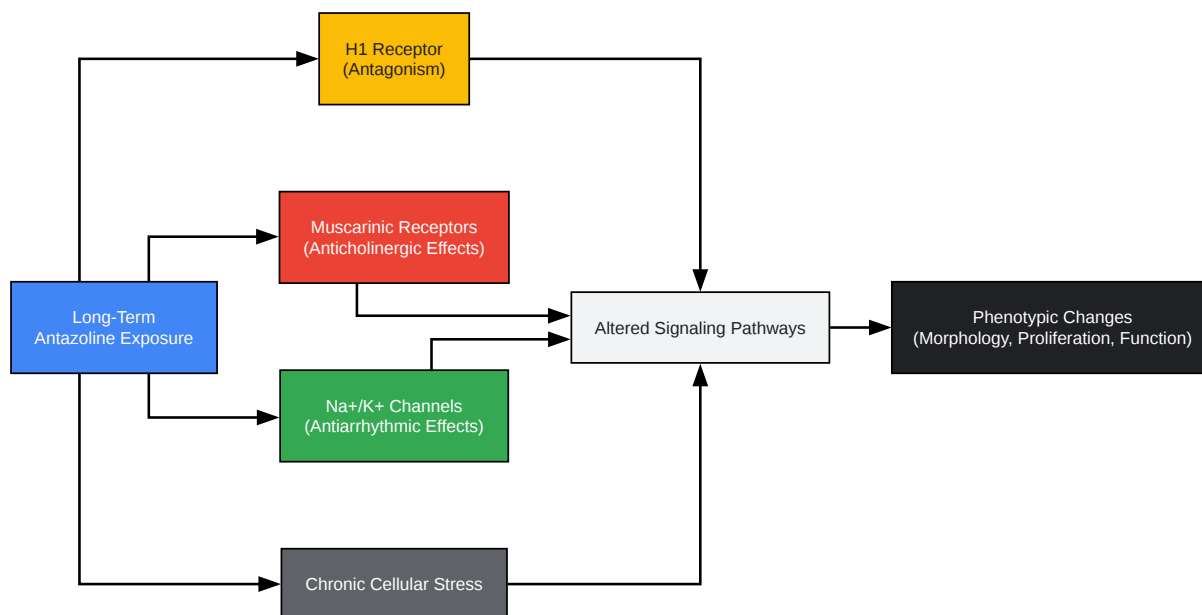 H1 Receptor
(Antagonism)
Muscarinic Receptors
(Anticholinergic Effects)
Long-Term
Antazoline Exposure
Altered Signaling Pathways
Phenotypic Changes
(Morphology, Proliferation, Function)
Na+/K+ Channels
(Antiarrhythmic Effects)
Chronic Cellular Stress